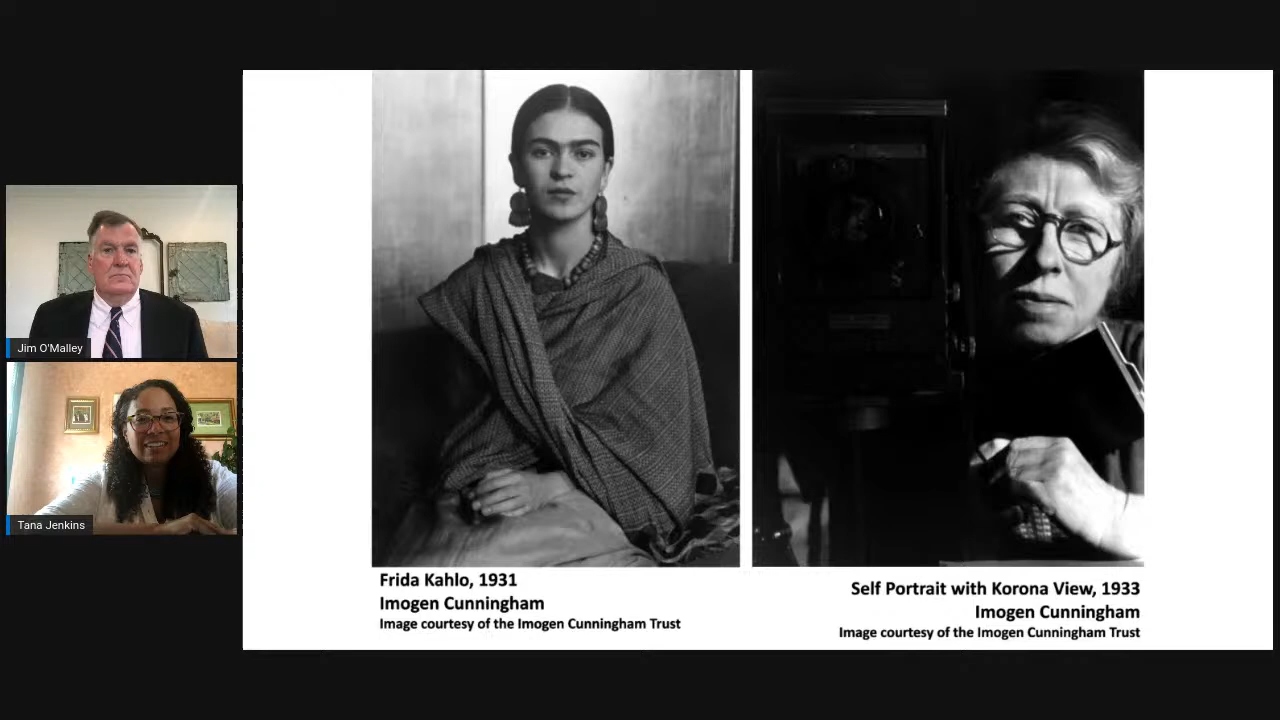 Jim O'Malley
Tana Jenkins
Frida Kahlo, 1931
Imogen Cunningham
Image courtesy of the Imogen Cunningham Trust
Self Portrait with Korona View, 1933
Imogen Cunningham
Image courtesy of the Imogen Cunningham Trust